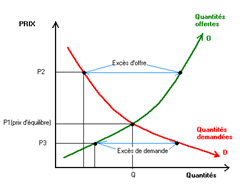 PRIX
Quantités
offertes
O
Excès d'offre
P2
P1(prix d'équilibre)
P3
Excès de demande
Quantités
demandées
D
Q
Quantités